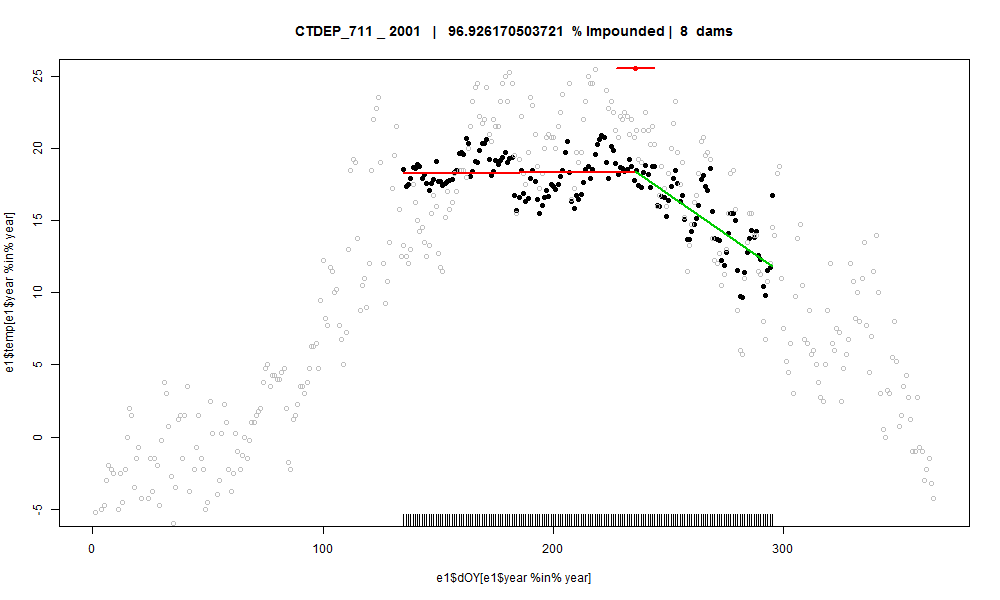 CTDEP_711 _ 2001 | 96.926170503721 % Impounded | 8 dams
25
20
15
10
5
0
-5
e1$temp[e1$year %in% year]
0 100 200 300
e1$dOY[e1$year %in% year]